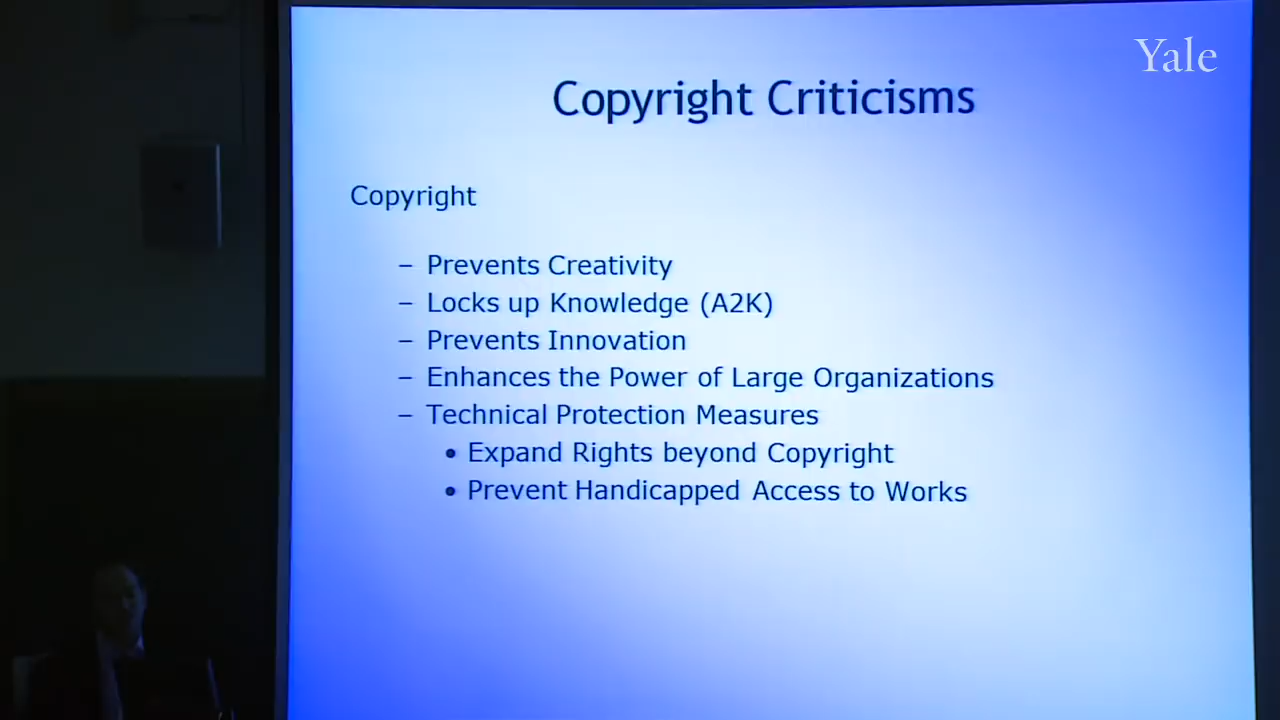 Yale
Copyright Criticisms
Copyright
– Prevents Creativity
– Locks up Knowledge (A2K)
– Prevents Innovation
– Enhances the Power of Large Organizations
– Technical Protection Measures
• Expand Rights beyond Copyright
• Prevent Handicapped Access to Works